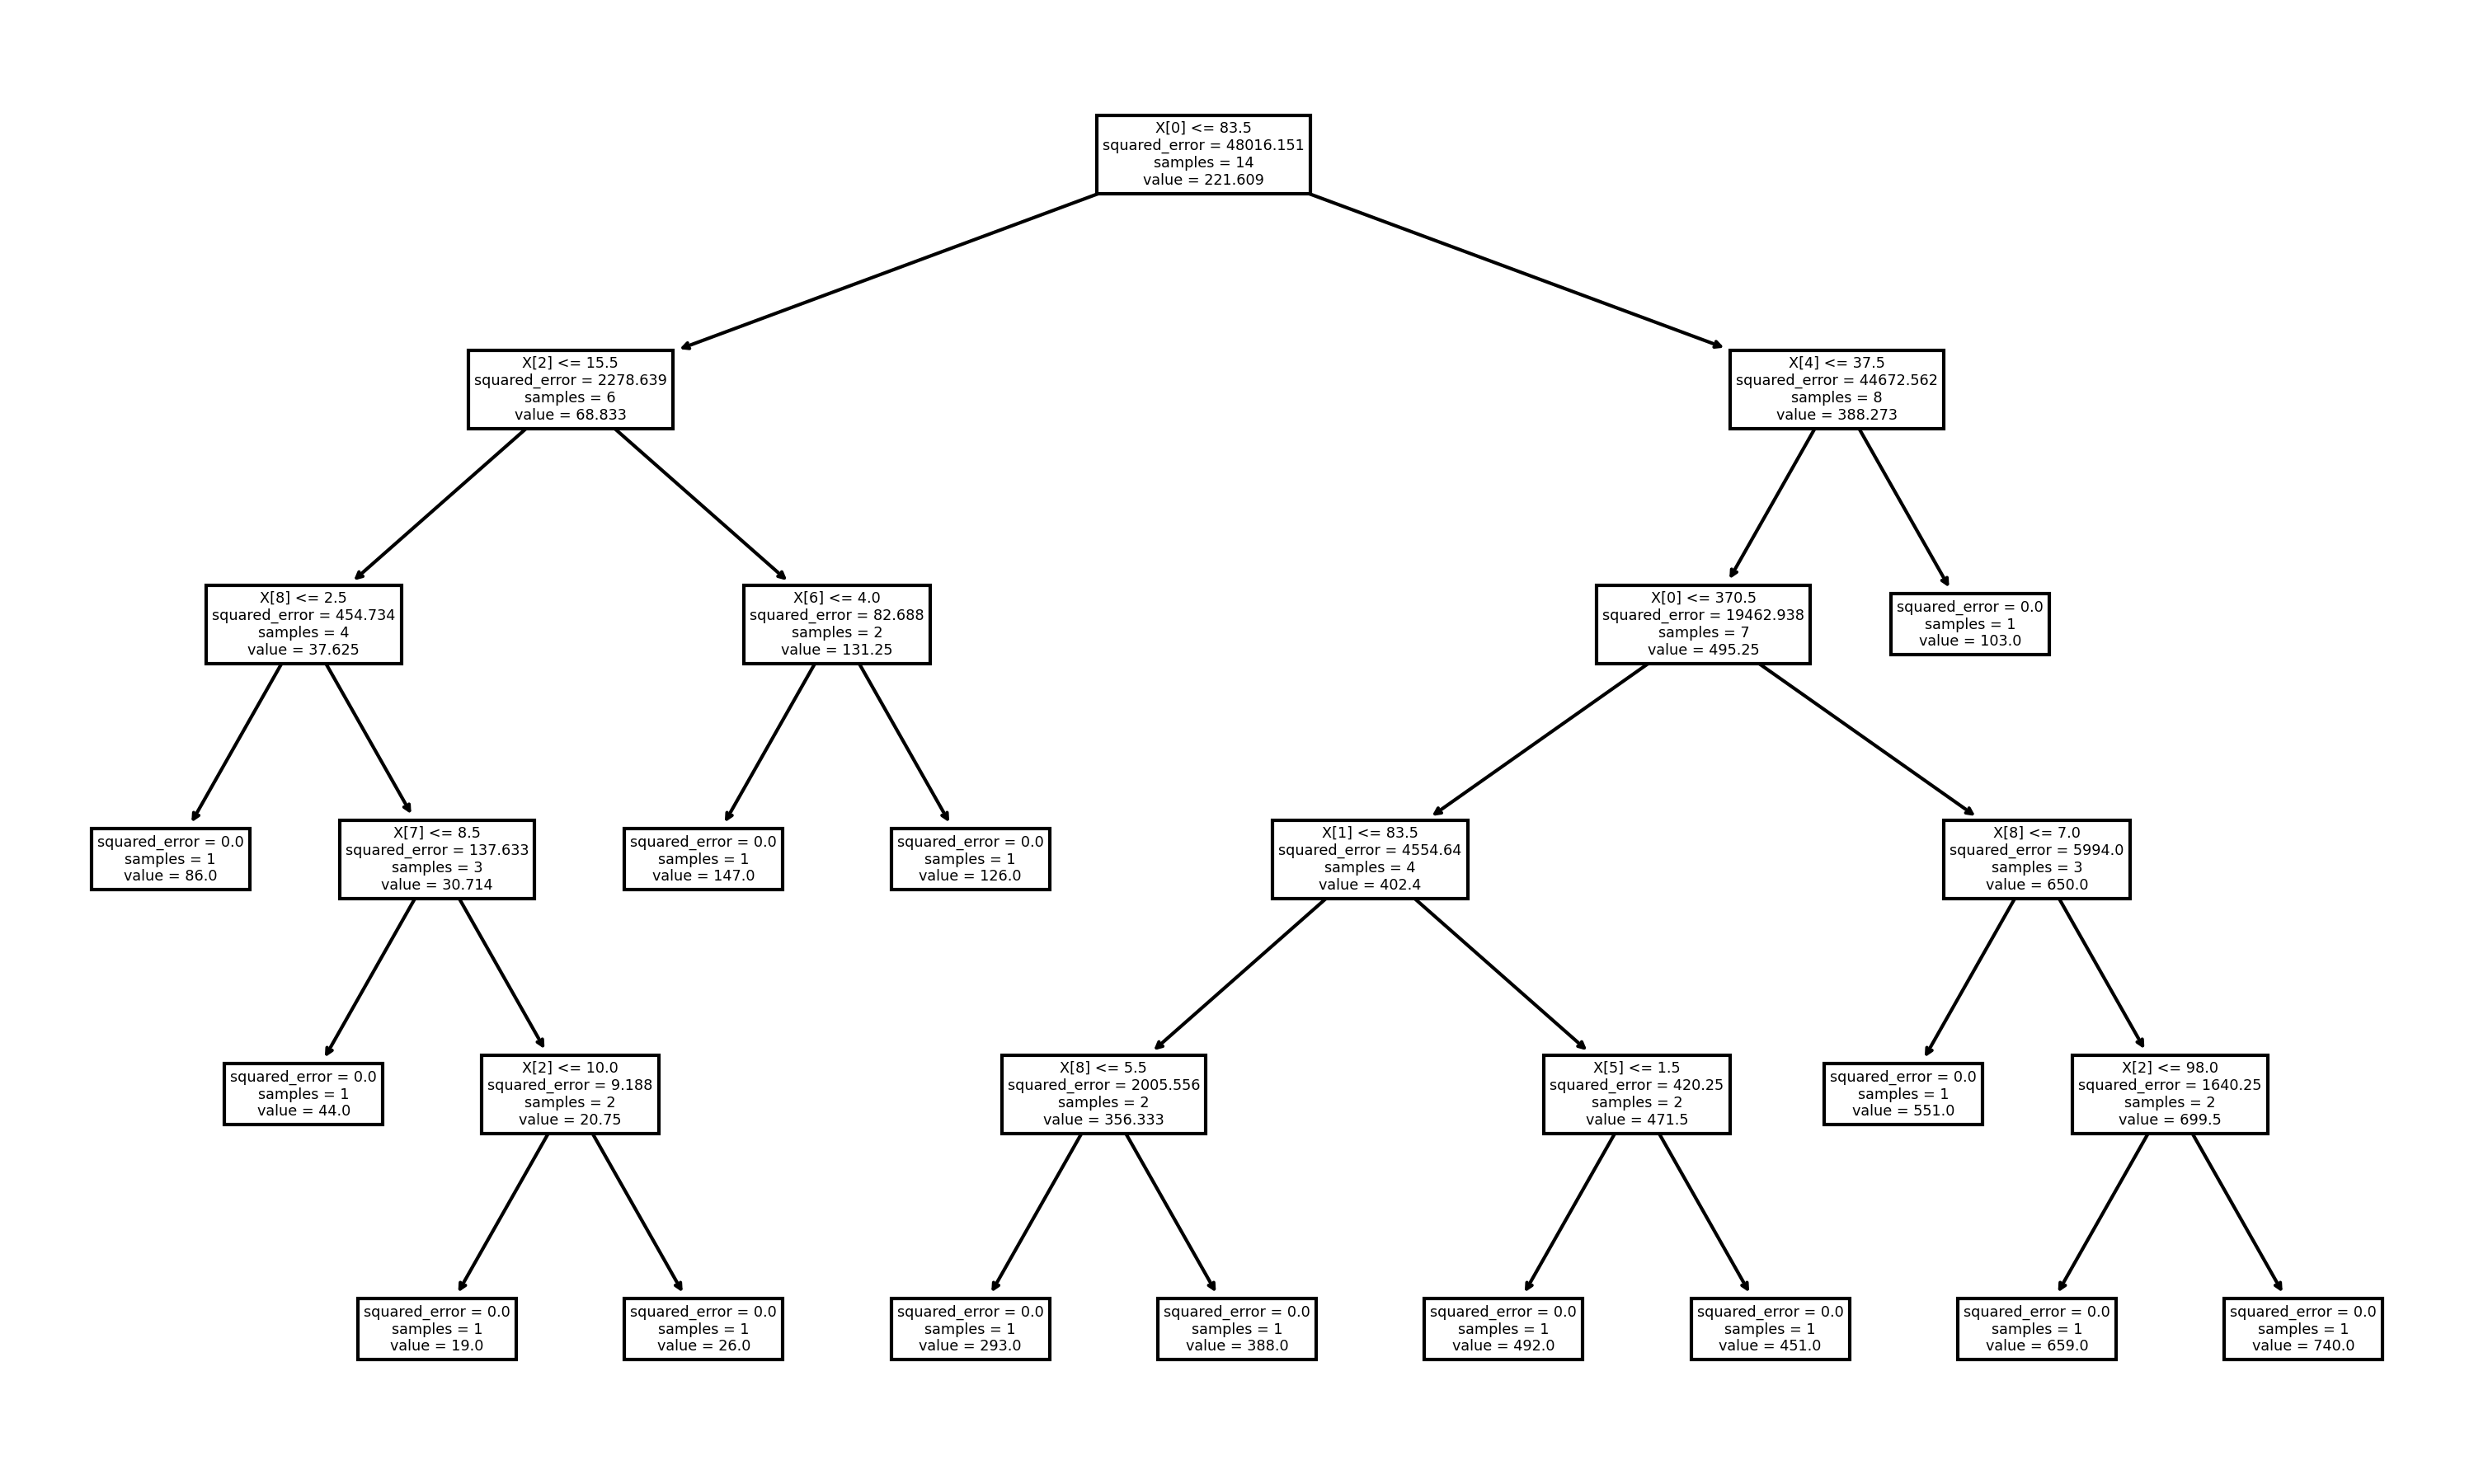 X[0] <= 83.5
squared_error = 48016.151
samples = 14
value = 221.609
X[2] <= 15.5
squared_error = 2278.639
samples = 6
value = 68.833
X[4] <= 37.5
squared_error = 44672.562
samples = 8
value = 388.273
X[8] <= 2.5
squared_error = 454.734
samples = 4
value = 37.625
X[6] <= 4.0
squared_error = 82.688
samples = 2
value = 131.25
X[0] <= 370.5
squared_error = 19462.938
samples = 7
value = 495.25
squared_error = 0.0
samples = 1
value = 103.0
squared_error = 0.0
samples = 1
value = 86.0
X[7] <= 8.5
squared_error = 137.633
samples = 3
value = 30.714
squared_error = 0.0
samples = 1
value = 147.0
squared_error = 0.0
samples = 1
value = 126.0
X[1] <= 83.5
squared_error = 4554.64
samples = 4
value = 402.4
X[8] <= 7.0
squared_error = 5994.0
samples = 3
value = 650.0
squared_error = 0.0
samples = 1
value = 44.0
X[2] <= 10.0
squared_error = 9.188
samples = 2
value = 20.75
X[8] <= 5.5
squared_error = 2005.556
samples = 2
value = 356.333
X[5] <= 1.5
squared_error = 420.25
samples = 2
value = 471.5
squared_error = 0.0
samples = 1
value = 551.0
X[2] <= 98.0
squared_error = 1640.25
samples = 2
value = 699.5
squared_error = 0.0
samples = 1
value = 19.0
squared_error = 0.0
samples = 1
value = 26.0
squared_error = 0.0
samples = 1
value = 293.0
squared_error = 0.0
samples = 1
value = 388.0
squared_error = 0.0
samples = 1
value = 492.0
squared_error = 0.0
samples = 1
value = 451.0
squared_error = 0.0
samples = 1
value = 659.0
squared_error = 0.0
samples = 1
value = 740.0